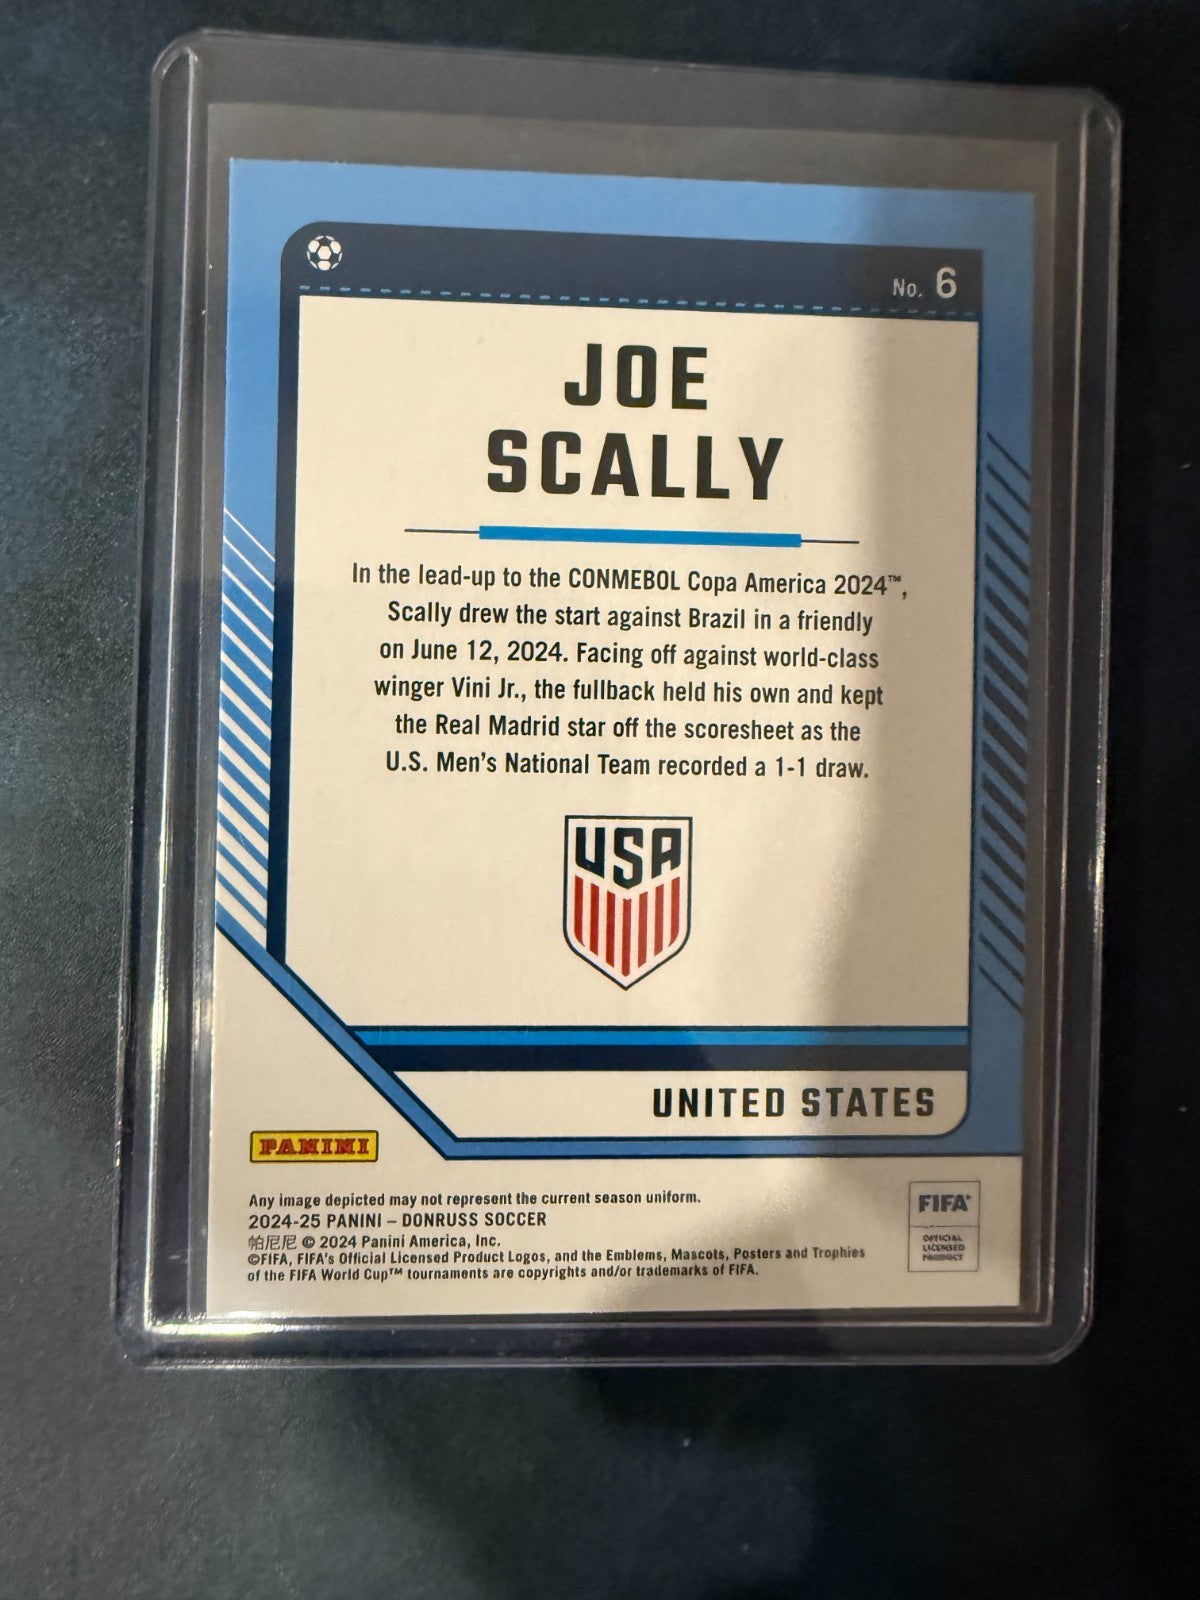 No. 6
JOE
SCALLY
In the lead-up to the CONMEBOL Copa America 2024™,
Scally drew the start against Brazil in a friendly
on June 12, 2024. Facing off against world-class
winger Vini Jr., the fullback held his own and kept
the Real Madrid star off the scoresheet as the
U.S. Men's National Team recorded a 1-1 draw.
USA
UNITED STATES
PANINI
Any image depicted may not represent the current season uniform.
2024-25 PANINI – DONRUSS SOCCER
帕尼尼 © 2024 Panini America, Inc.
©FIFA, FIFA's Official Licensed Product Logos, and the Emblems, Mascots, Posters and Trophies
of the FIFA World Cup™ tournaments are copyrights and/or trademarks of FIFA.
FIFA
OFFICIAL
LICENSED
PRODUCT